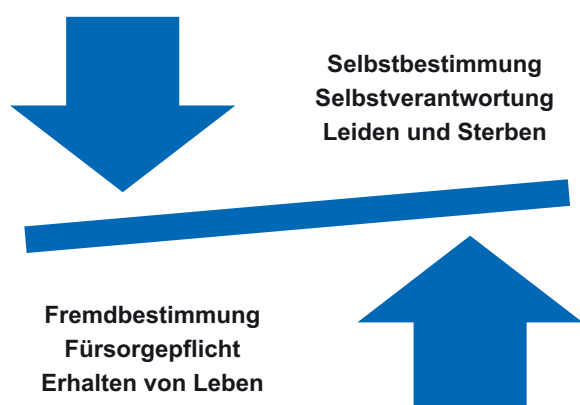 Selbstbestimmung
Selbstverantwortung
Leiden und Sterben
Fremdbestimmung
Fürsorgepflicht
Erhalten von Leben